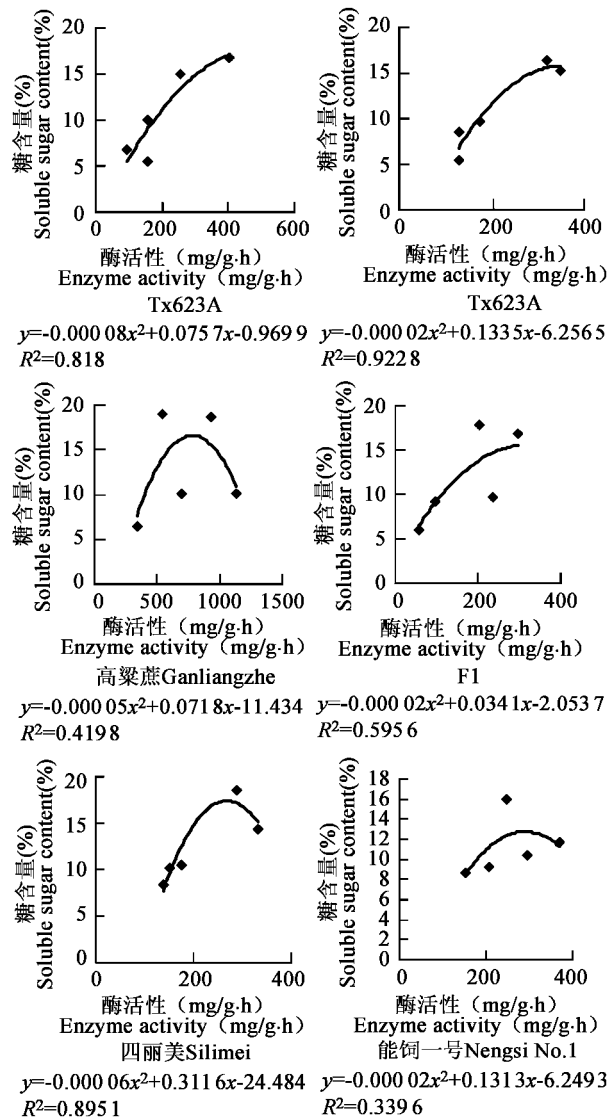 糖含量(%)
Soluble sugar content(%)
20
15
10
5
0
0 200 400 600
酶活性（mg/g·h）
Enzyme activity（mg/g·h）
Tx623A
y=-0.000 08x²+0.075 7x-0.969 9
R²=0.818
糖含量(%)
Soluble sugar content(%)
20
15
10
5
0
0 200 400
酶活性（mg/g·h）
Enzyme activity（mg/g·h）
Tx623A
y=-0.000 02x²+0.133 5x-6.256 5
R²=0.922 8
糖含量(%)
Soluble sugar content(%)
20
15
10
5
0
0 500 1000 1500
酶活性（mg/g·h）
Enzyme activity（mg/g·h）
高粱蔗Ganliangzhe
y=-0.000 05x²+0.071 8x-11.434
R²=0.419 8
糖含量(%)
Soluble sugar content(%)
20
15
10
5
0
0 200 400
酶活性（mg/g·h）
Enzyme activity（mg/g·h）
F1
y=-0.000 02x²+0.034 1x-2.053 7
R²=0.595 6
糖含量(%)
Soluble sugar content(%)
20
15
10
5
0
0 200 400
酶活性（mg/g·h）
Enzyme activity（mg/g·h）
四丽美Silimei
y=-0.000 06x²+0.311 6x-24.484
R²=0.895 1
糖含量(%)
Soluble sugar content(%)
18
16
14
12
10
8
6
4
2
0
0 200 400
酶活性（mg/g·h）
Enzyme activity（mg/g·h）
能饲一号Nengsi No.1
y=-0.000 02x²+0.131 3x-6.249 3
R²=0.339 6